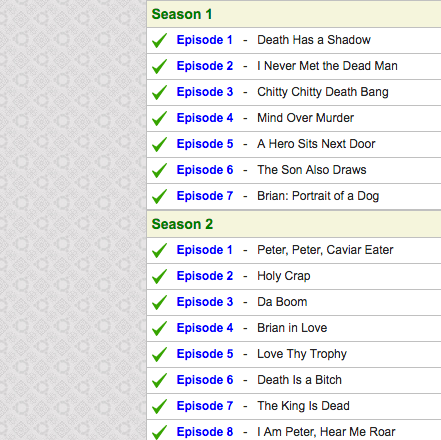 Season 1
Episode 1 - Death Has a Shadow
Episode 2 - I Never Met the Dead Man
Episode 3 - Chitty Chitty Death Bang
Episode 4 - Mind Over Murder
Episode 5 - A Hero Sits Next Door
Episode 6 - The Son Also Draws
Episode 7 - Brian: Portrait of a Dog
Season 2
Episode 1 - Peter, Peter, Caviar Eater
Episode 2 - Holy Crap
Episode 3 - Da Boom
Episode 4 - Brian in Love
Episode 5 - Love Thy Trophy
Episode 6 - Death Is a Bitch
Episode 7 - The King Is Dead
Episode 8 - I Am Peter, Hear Me Roar